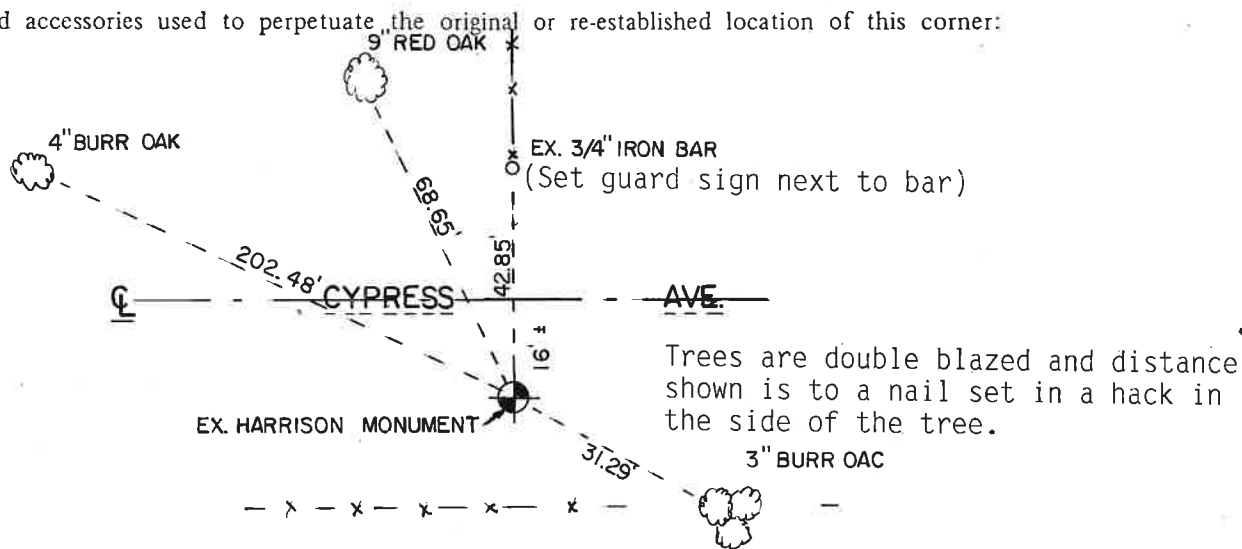 d accessories used to perpetuate the original or re-established location of this corner:
9" RED OAK
4" BURR OAK
EX. 3/4" IRON BAR
(Set guard sign next to bar)
68.65'
202.48'
42.85'
℄ CYPRESS AVE.
16' ±
Trees are double blazed and distance
shown is to a nail set in a hack in
the side of the tree.
EX. HARRISON MONUMENT
31.29'
3" BURR OAC